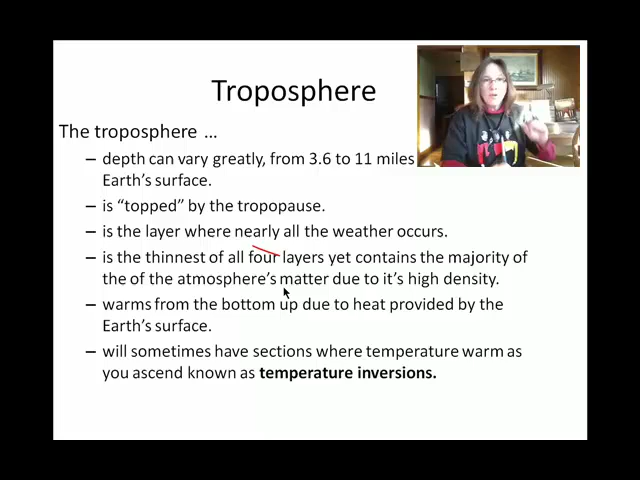 Troposphere
The troposphere …
– depth can vary greatly, from 3.6 to 11 miles
Earth's surface.
– is “topped” by the tropopause.
– is the layer where nearly all the weather occurs.
– is the thinnest of all four layers yet contains the majority of
the of the atmosphere's matter due to it's high density.
– warms from the bottom up due to heat provided by the
Earth's surface.
– will sometimes have sections where temperature warm as
you ascend known as temperature inversions.